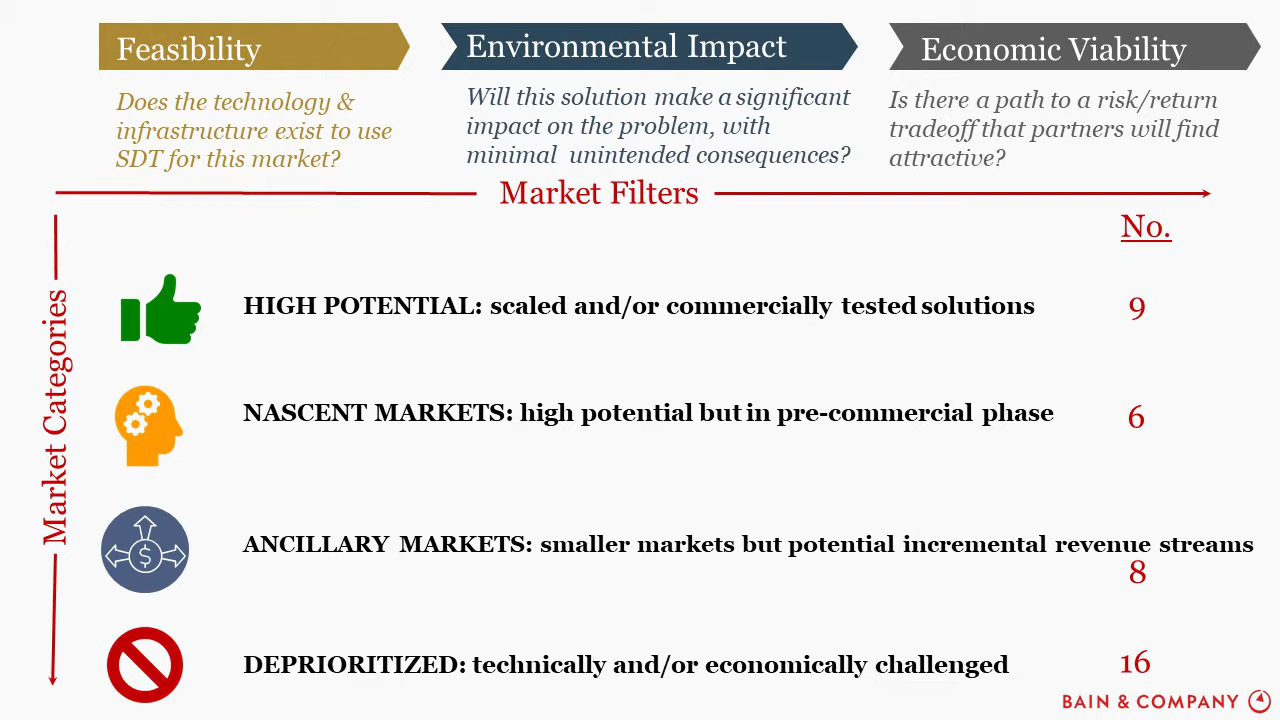 Feasibility
Environmental Impact
Economic Viability
Does the technology &
infrastructure exist to use
SDT for this market?
Will this solution make a significant
impact on the problem, with
minimal unintended consequences?
Is there a path to a risk/return
tradeoff that partners will find
attractive?
Market Filters
No.
Market Categories
HIGH POTENTIAL: scaled and/or commercially tested solutions
9
NASCENT MARKETS: high potential but in pre-commercial phase
6
ANCILLARY MARKETS: smaller markets but potential incremental revenue streams
8
$
DEPRIORITIZED: technically and/or economically challenged
16
BAIN & COMPANY